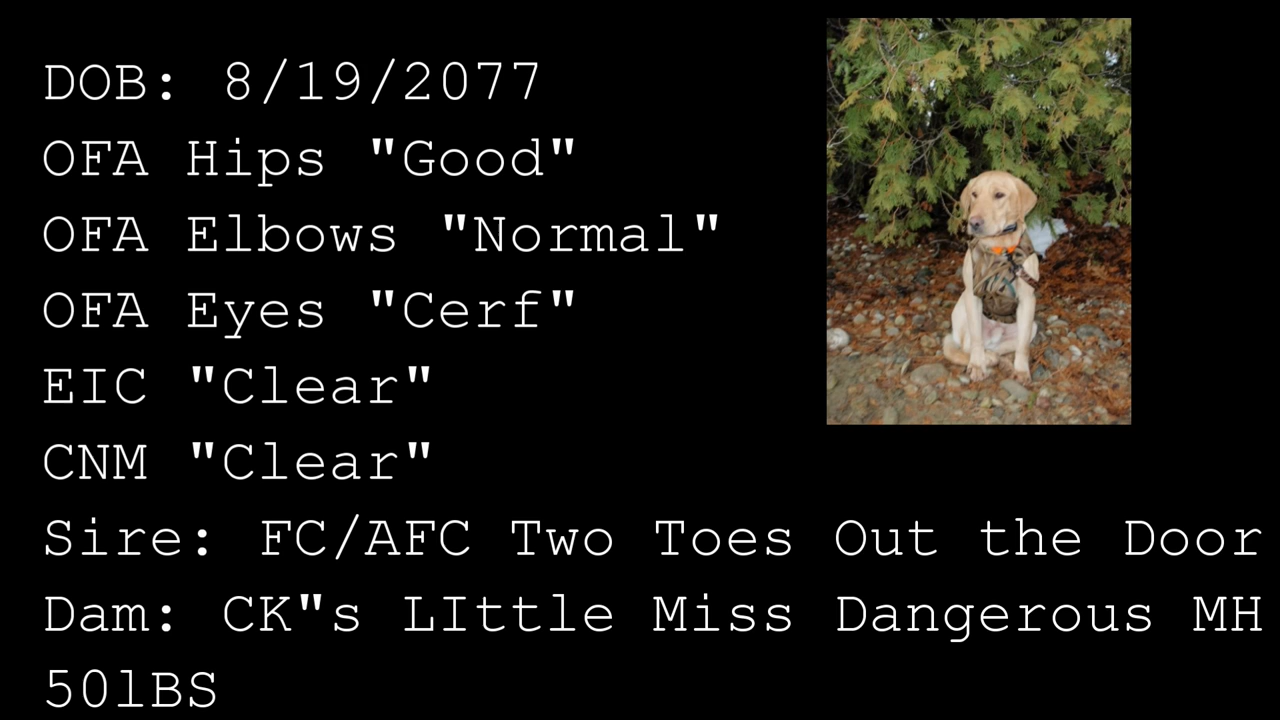 DOB: 8/19/2077
OFA Hips "Good"
OFA Elbows "Normal"
OFA Eyes "Cerf"
EIC "Clear"
CNM "Clear"
Sire: FC/AFC Two Toes Out the Door
Dam: CK"s LIttle Miss Dangerous MH
50lBS